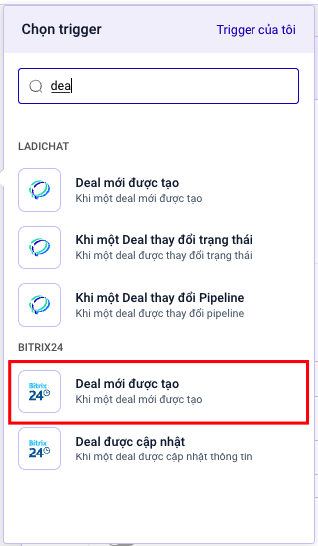 Chọn trigger
Trigger của tôi
dea
LADICHAT
Deal mới được tạo
Khi một deal mới được tạo
Khi một Deal thay đổi trạng thái
Khi một deal được thay đổi trạng thái
Khi một Deal thay đổi Pipeline
Khi một deal được thay đổi pipeline
BITRIX24
Bitrix
24
Deal mới được tạo
Khi một deal mới được tạo
Bitrix
24
Deal được cập nhật
Khi một deal được cập nhật thông tin